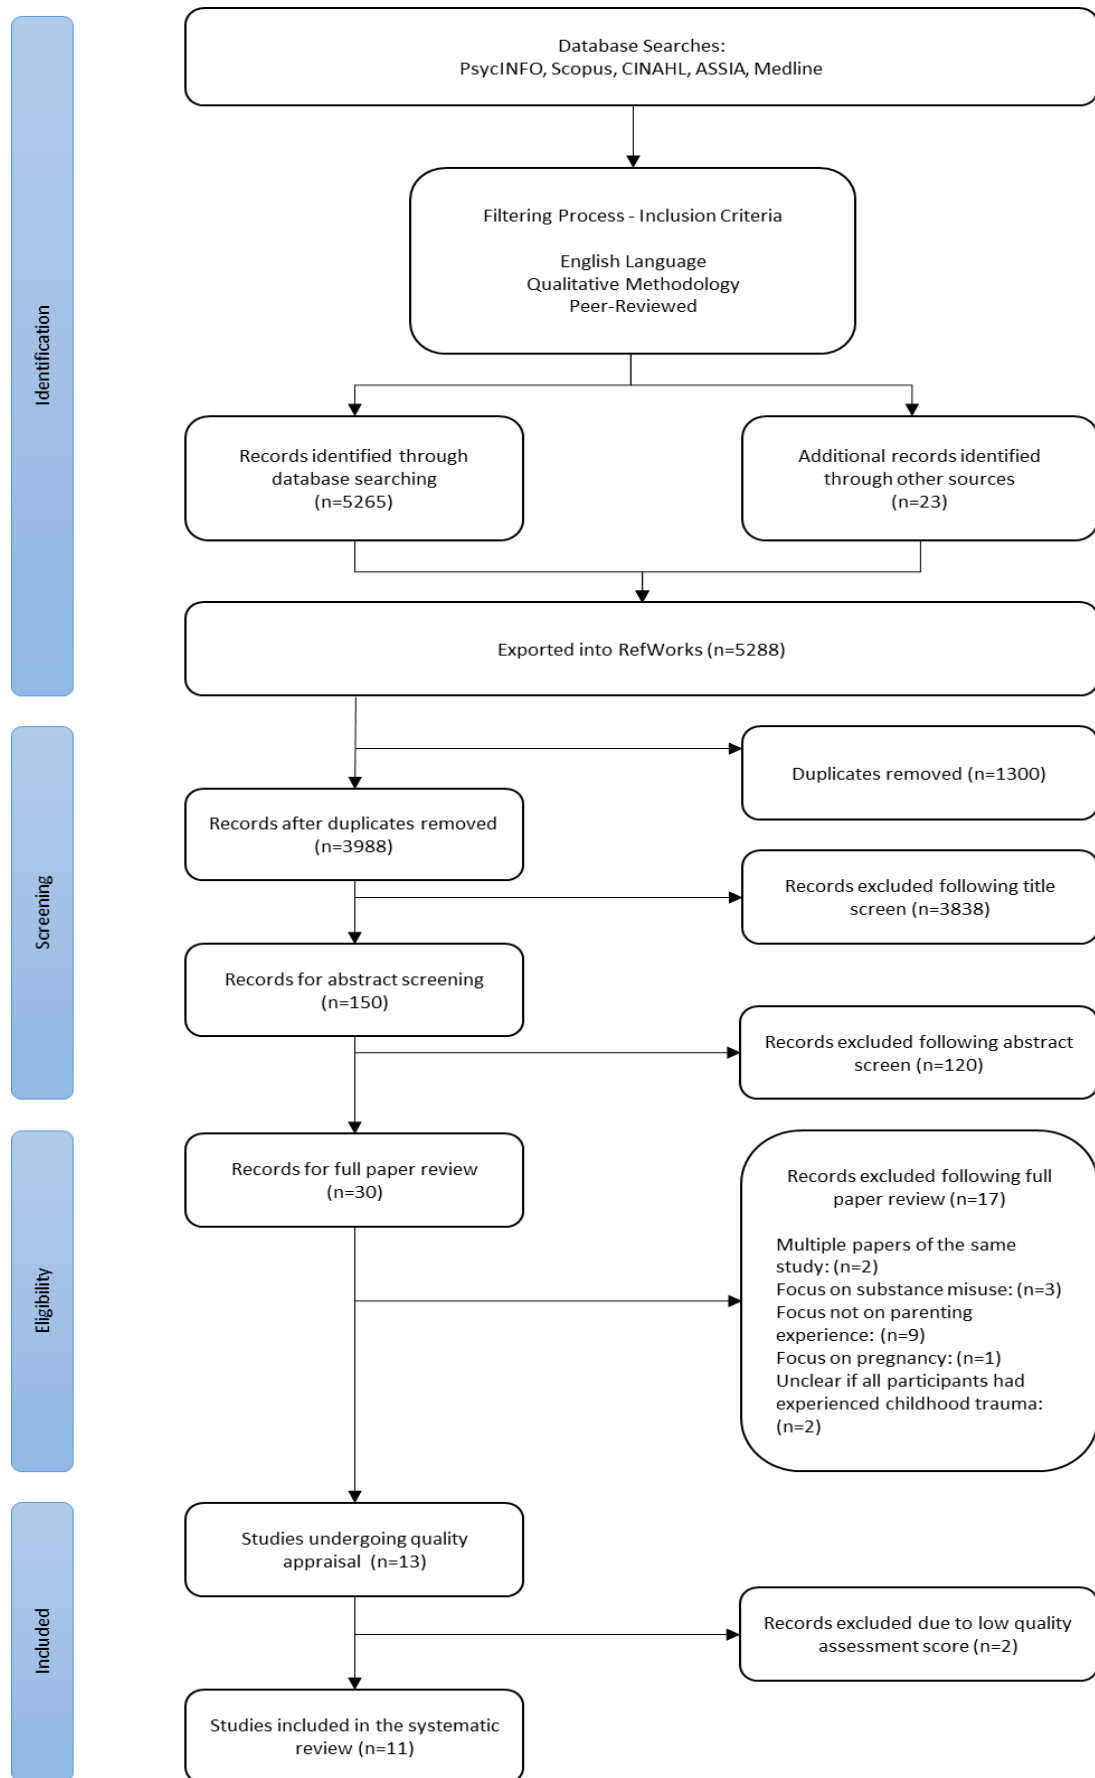 Database Searches:
PsycINFO, Scopus, CINAHL, ASSIA, Medline
Filtering Process - Inclusion Criteria
English Language
Qualitative Methodology
Peer-Reviewed
Identification
Records identified through
database searching
(n=5265)
Additional records identified
through other sources
(n=23)
Exported into RefWorks (n=5288)
Screening
Duplicates removed (n=1300)
Records after duplicates removed
(n=3988)
Records excluded following title
screen (n=3838)
Records for abstract screening
(n=150)
Records excluded following abstract
screen (n=120)
Eligibility
Records for full paper review
(n=30)
Records excluded following full
paper review (n=17)
Multiple papers of the same
study: (n=2)
Focus on substance misuse: (n=3)
Focus not on parenting
experience: (n=9)
Focus on pregnancy: (n=1)
Unclear if all participants had
experienced childhood trauma:
(n=2)
Included
Studies undergoing quality
appraisal (n=13)
Records excluded due to low quality
assessment score (n=2)
Studies included in the systematic
review (n=11)